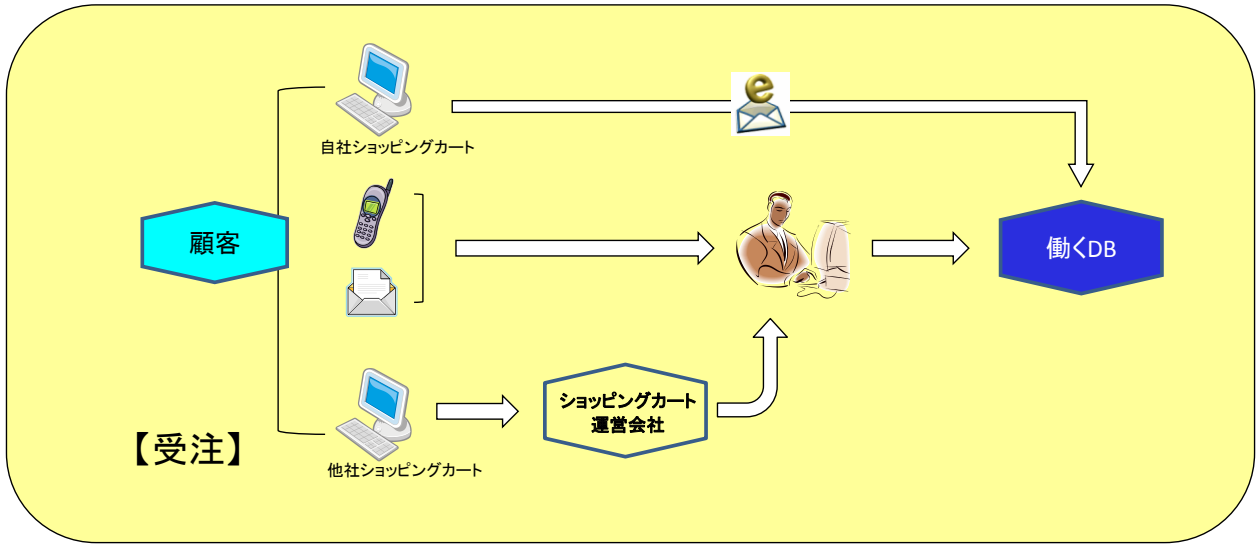 自社ショッピングカート
顧客
働くDB
ショッピングカート
運営会社
【受注】
他社ショッピングカート